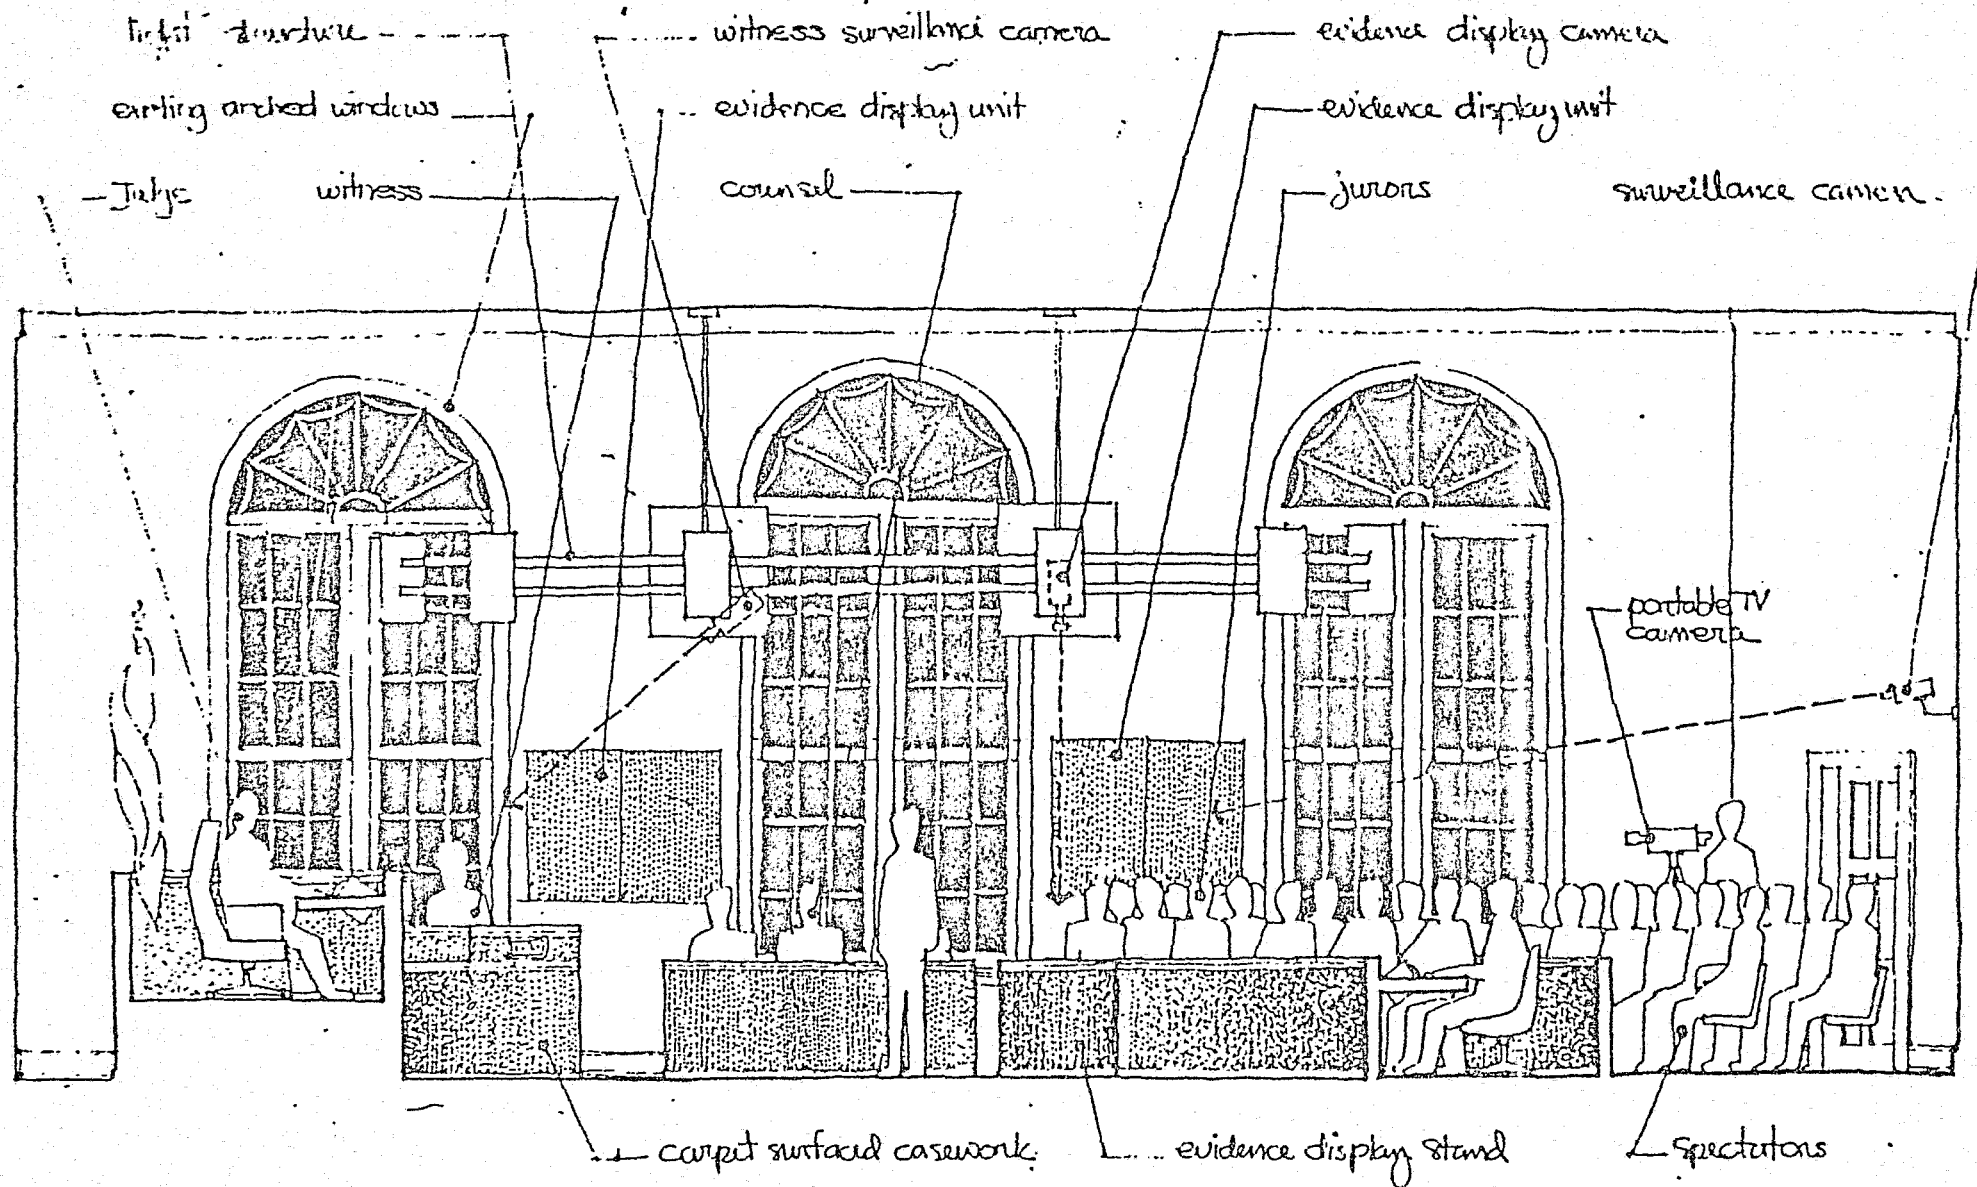 light structure
witness surveillance camera
evidence display camera
existing arched windows
evidence display unit
evidence display unit
Judge
witness
counsel
jurors
surveillance camera.
portable TV
camera
carpet surfaced casework
evidence display stand
spectators